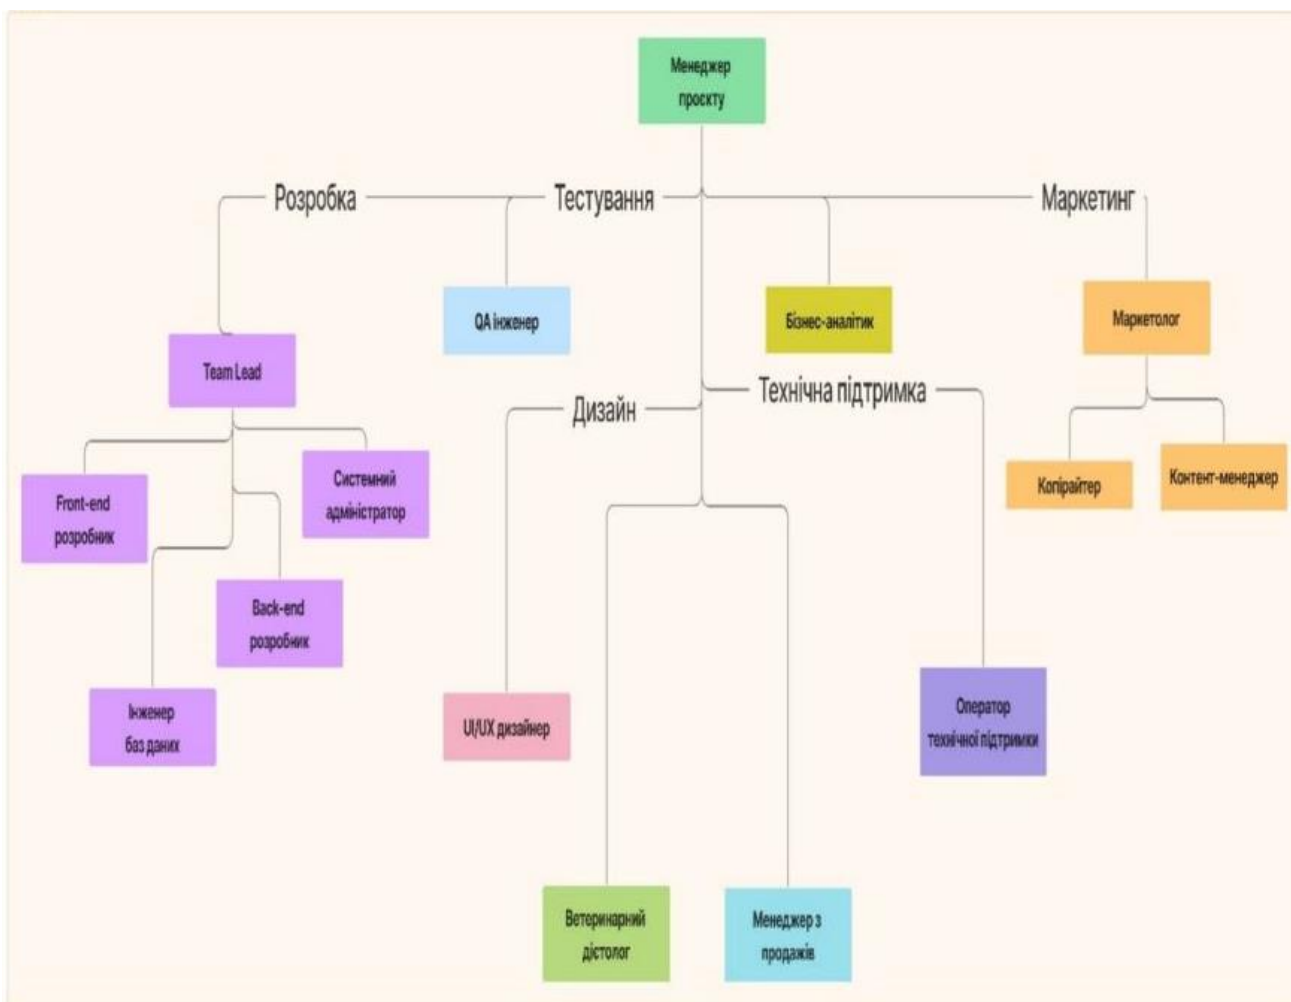 Менеджер
проєкту
Розробка
Тестування
Маркетинг
QA інженер
Бізнес-аналітик
Маркетолог
Team Lead
Дизайн
Технічна підтримка
Front-end
розробник
Системний
адміністратор
Копірайтер
Контент-менеджер
Back-end
розробник
Інженер
баз даних
UI/UX дизайнер
Оператор
технічної підтримки
Ветеринарний
дістолог
Менеджер з
продажів